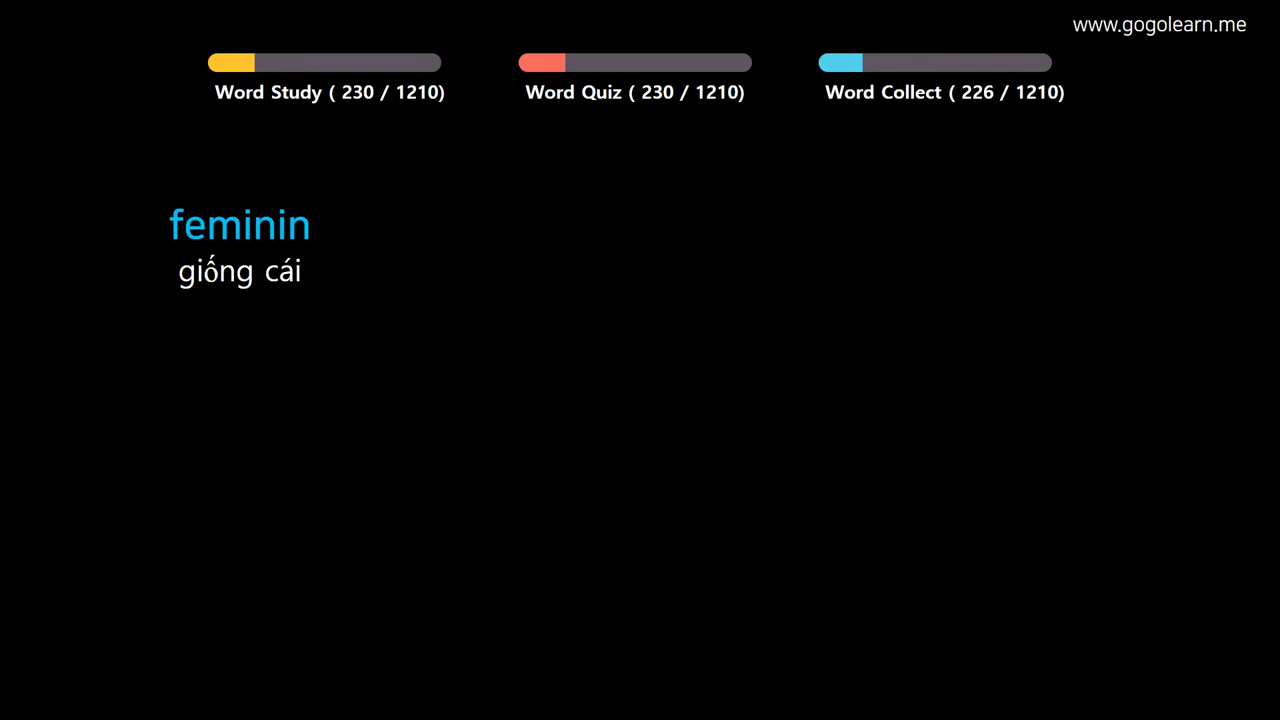 www.gogolearn.me
Word Study ( 230 / 1210)
Word Quiz ( 230 / 1210)
Word Collect ( 226 / 1210)
feminin
giống cái